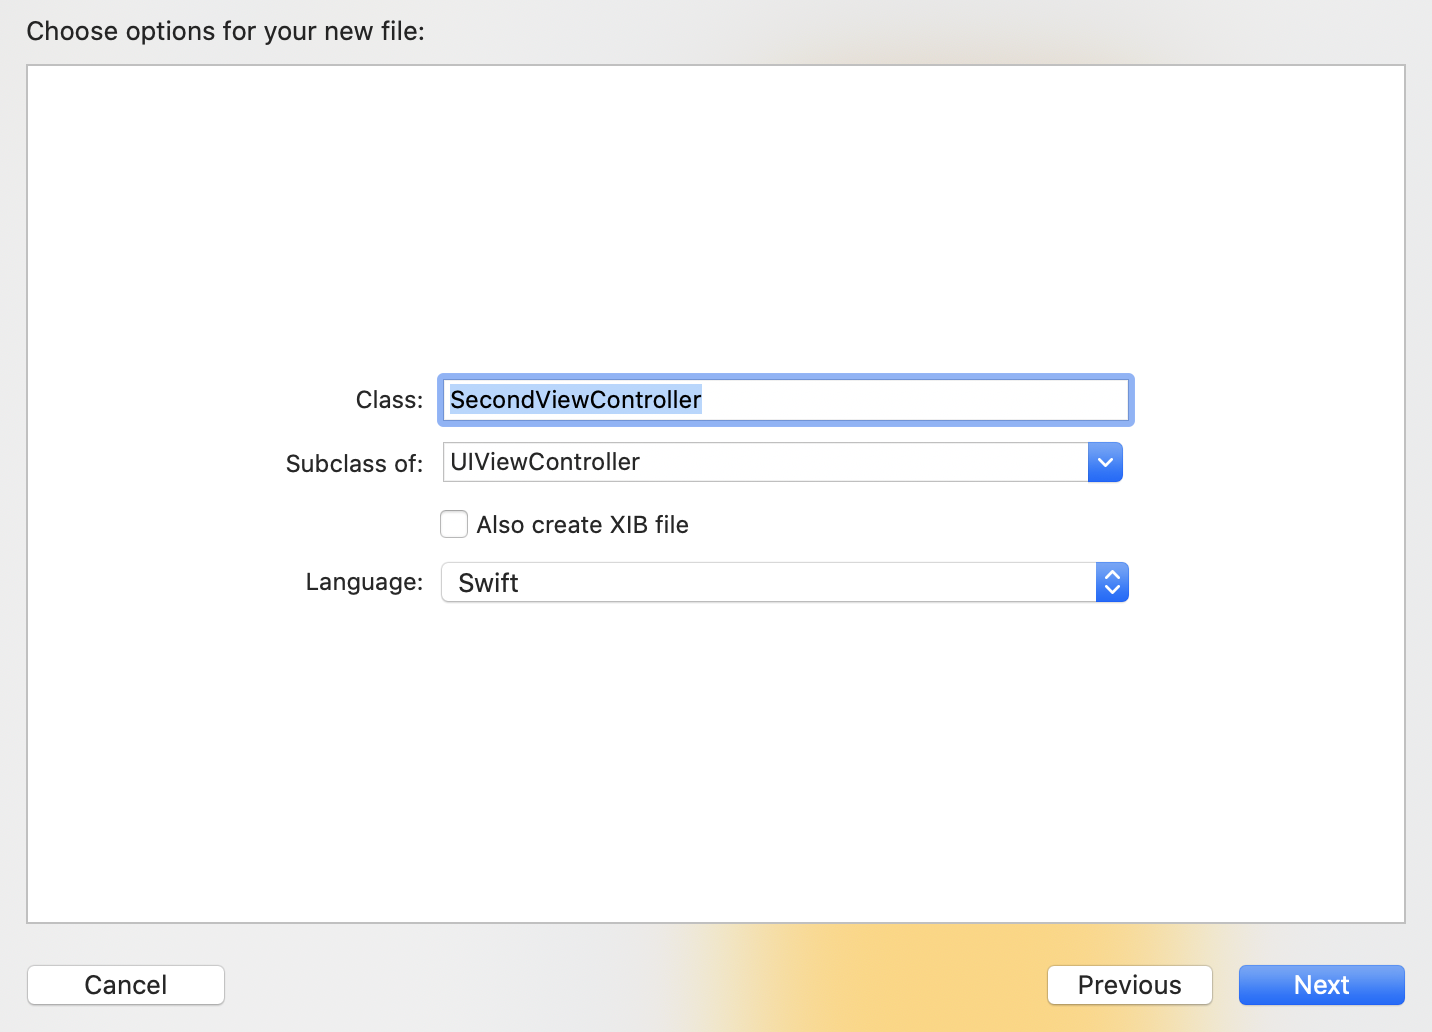 Choose options for your new file:
Class: SecondViewController
Subclass of: UIViewController
Also create XIB file
Language: Swift
Cancel Previous Next